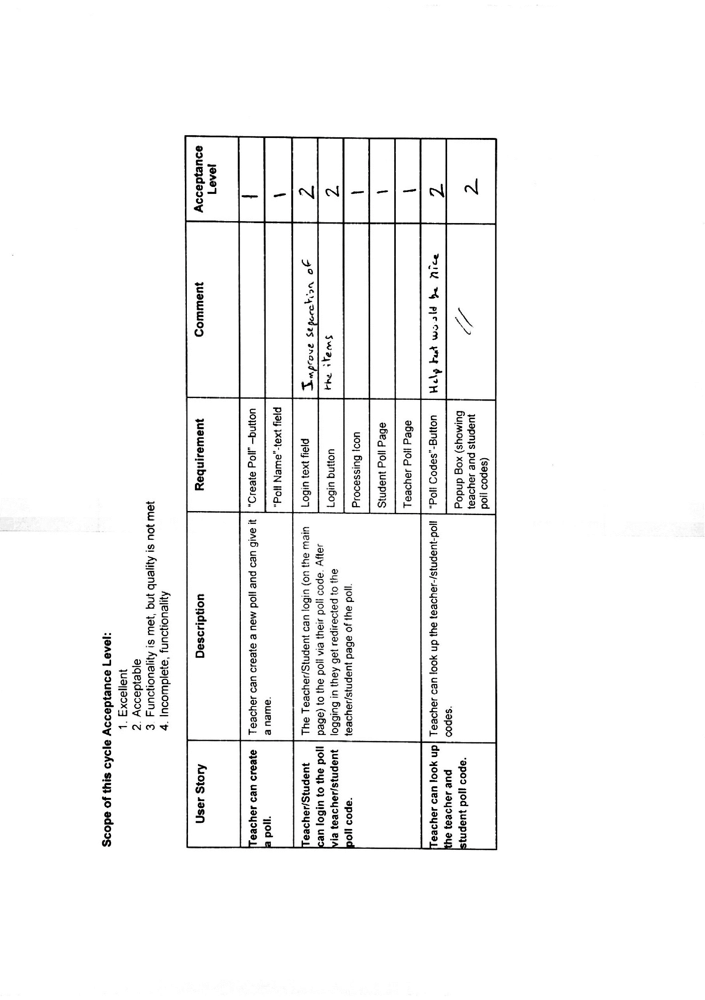 Scope of this cycle Acceptance Level:
1. Excellent
2. Acceptable
3. Functionality is met, but quality is not met
4. Incomplete, functionality
User Story
Description
Requirement
Comment
Acceptance
Level
Teacher can create
a poll.
Teacher can create a new poll and can give it
a name.
“Create Poll” –button
1
“Poll Name”-text field
1
Teacher/Student
can login to the poll
via teacher/student
poll code.
The Teacher/Student can login (on the main
page) to the poll via their poll code. After
logging in they get redirected to the
teacher/student page of the poll.
Login text field
Improve separation of
2
Login button
the items
2
Processing Icon
1
Student Poll Page
1
Teacher Poll Page
1
Teacher can look up
the teacher and
student poll code.
Teacher can look up the teacher-/student-poll
codes.
“Poll Codes”-Button
Help text would be nice
2
Popup Box (showing
teacher and student
poll codes)
//
2